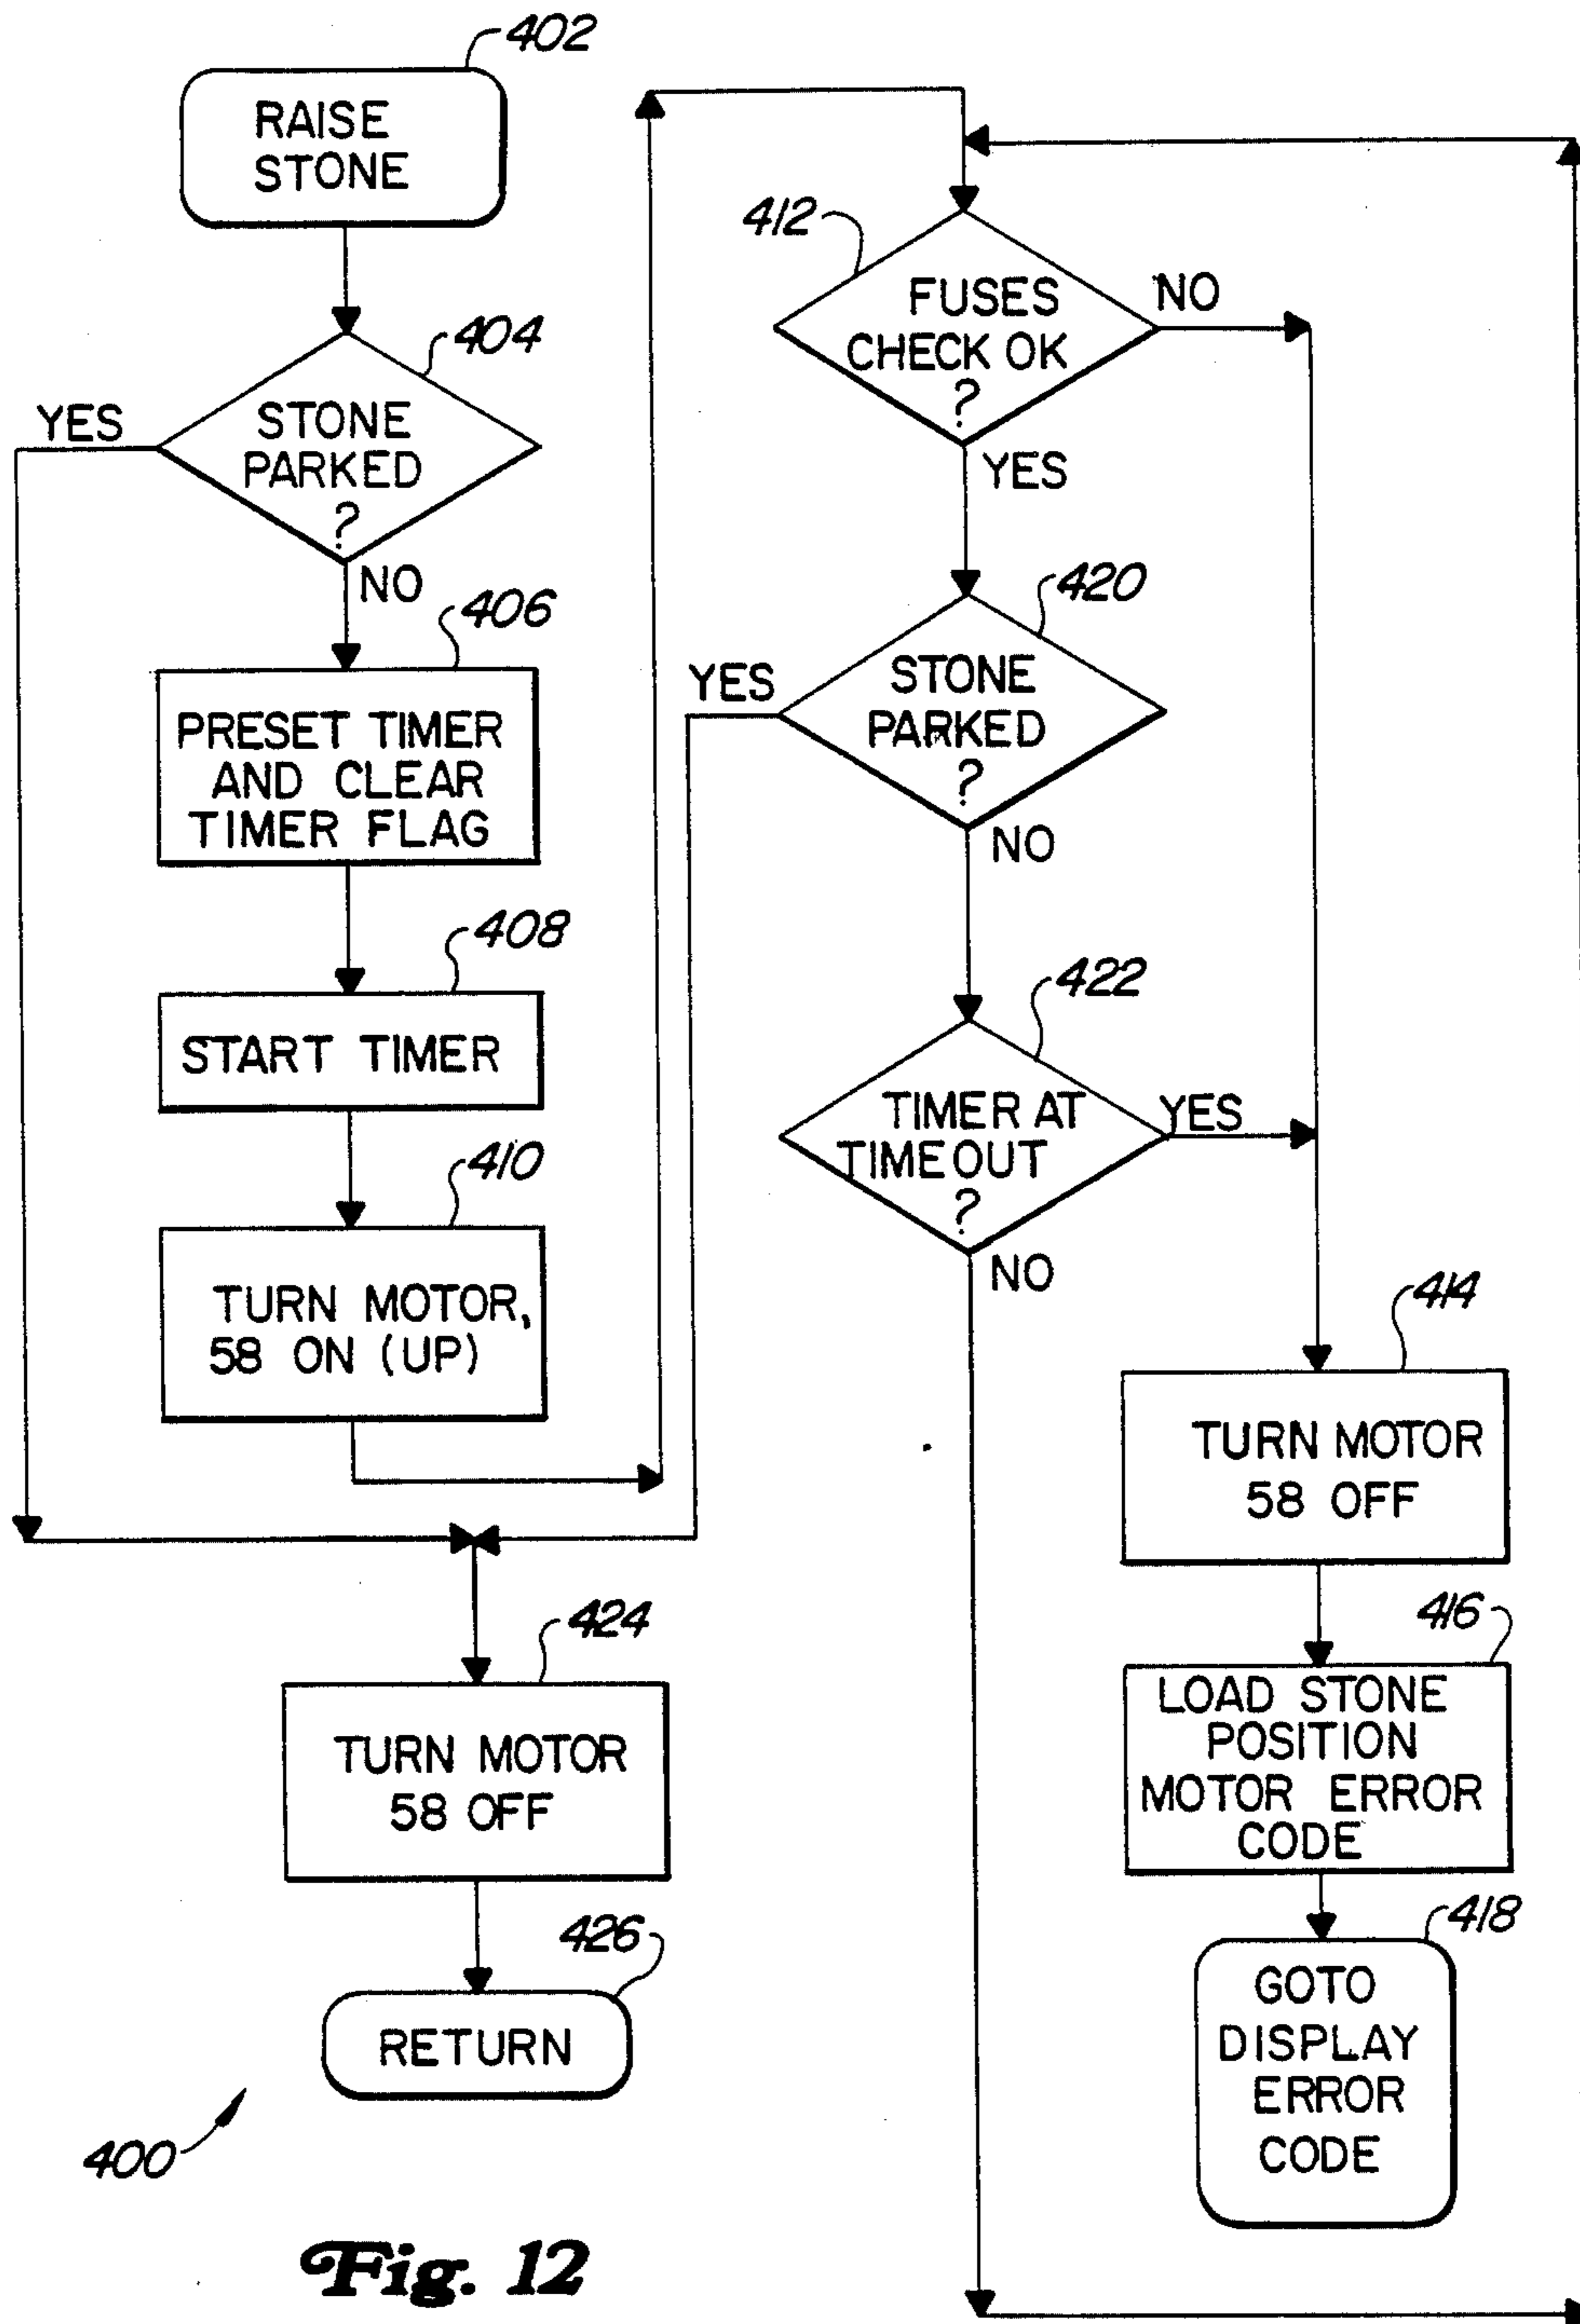 402
RAISE
STONE
404
YES
STONE
PARKED
?
NO
406
PRESET TIMER
AND CLEAR
TIMER FLAG
408
START TIMER
410
TURN MOTOR,
58 ON (UP)
412
FUSES
CHECK OK
?
NO
YES
420
YES
STONE
PARKED
?
NO
422
TIMER AT
TIMEOUT
?
YES
NO
414
TURN MOTOR
58 OFF
416
LOAD STONE
POSITION
MOTOR ERROR
CODE
418
GOTO
DISPLAY
ERROR
CODE
424
TURN MOTOR
58 OFF
426
RETURN
400
Fig. 12